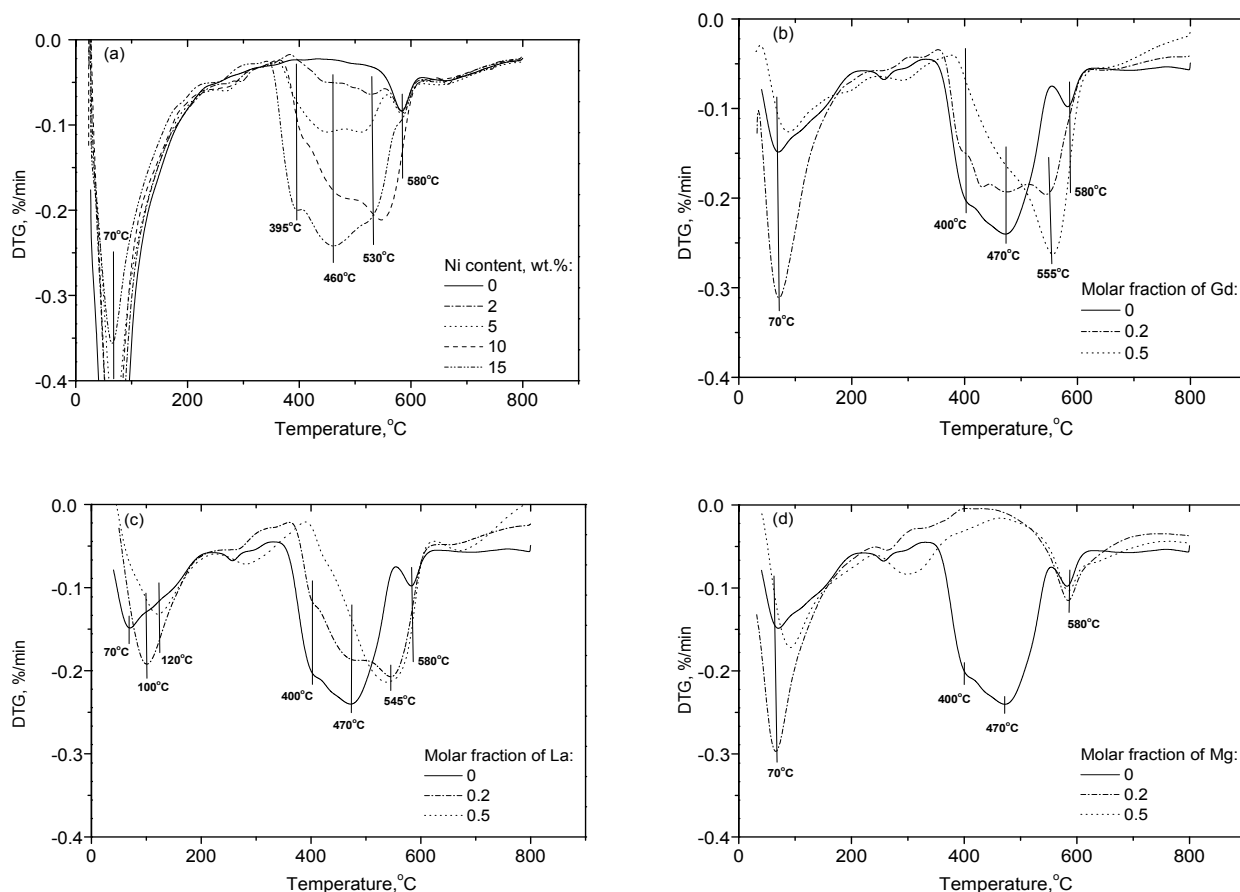 (a)
0.0
-0.1
-0.2
-0.3
-0.4
DTG, %/min
70°C
395°C
460°C
530°C
580°C
Ni content, wt.%:
0
2
5
10
15
0 200 400 600 800
Temperature,°C
(b)
0.0
-0.1
-0.2
-0.3
-0.4
DTG, %/min
70°C
400°C
470°C
555°C
580°C
Molar fraction of Gd:
0
0.2
0.5
0 200 400 600 800
Temperature,°C
(c)
0.0
-0.1
-0.2
-0.3
-0.4
DTG, %/min
70°C
100°C
120°C
400°C
470°C
545°C
580°C
Molar fraction of La:
0
0.2
0.5
0 200 400 600 800
Temperature,°C
(d)
0.0
-0.1
-0.2
-0.3
-0.4
DTG, %/min
70°C
400°C
470°C
580°C
Molar fraction of Mg:
0
0.2
0.5
0 200 400 600 800
Temperature,°C